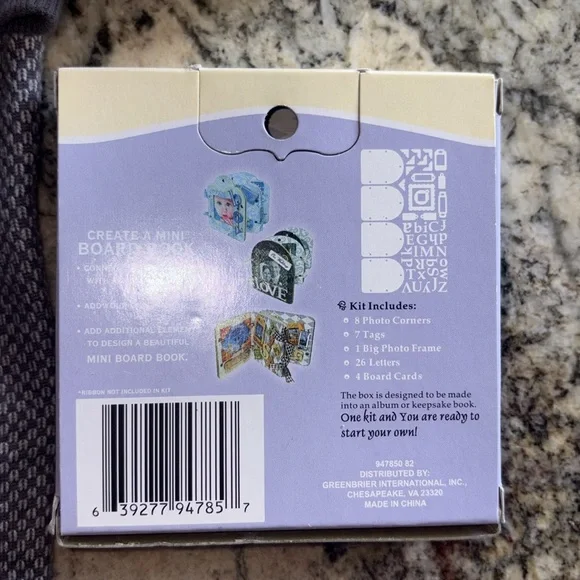 CREATE A MINI
BOARD BOOK
• ADD
• ADD ADDITIONAL ELEMENTS
TO DESIGN A BEAUTIFUL
MINI BOARD BOOK.
*RIBBON NOT INCLUDED IN KIT
6 39277 94785 7
LOVE
Kit Includes:
8 Photo Corners
7 Tags
1 Big Photo Frame
26 Letters
4 Board Cards
The box is designed to be made
into an album or keepsake book.
One kit and You are ready to
start your own!
947850 82
DISTRIBUTED BY:
GREENBRIER INTERNATIONAL, INC.,
CHESAPEAKE, VA 23320
MADE IN CHINA